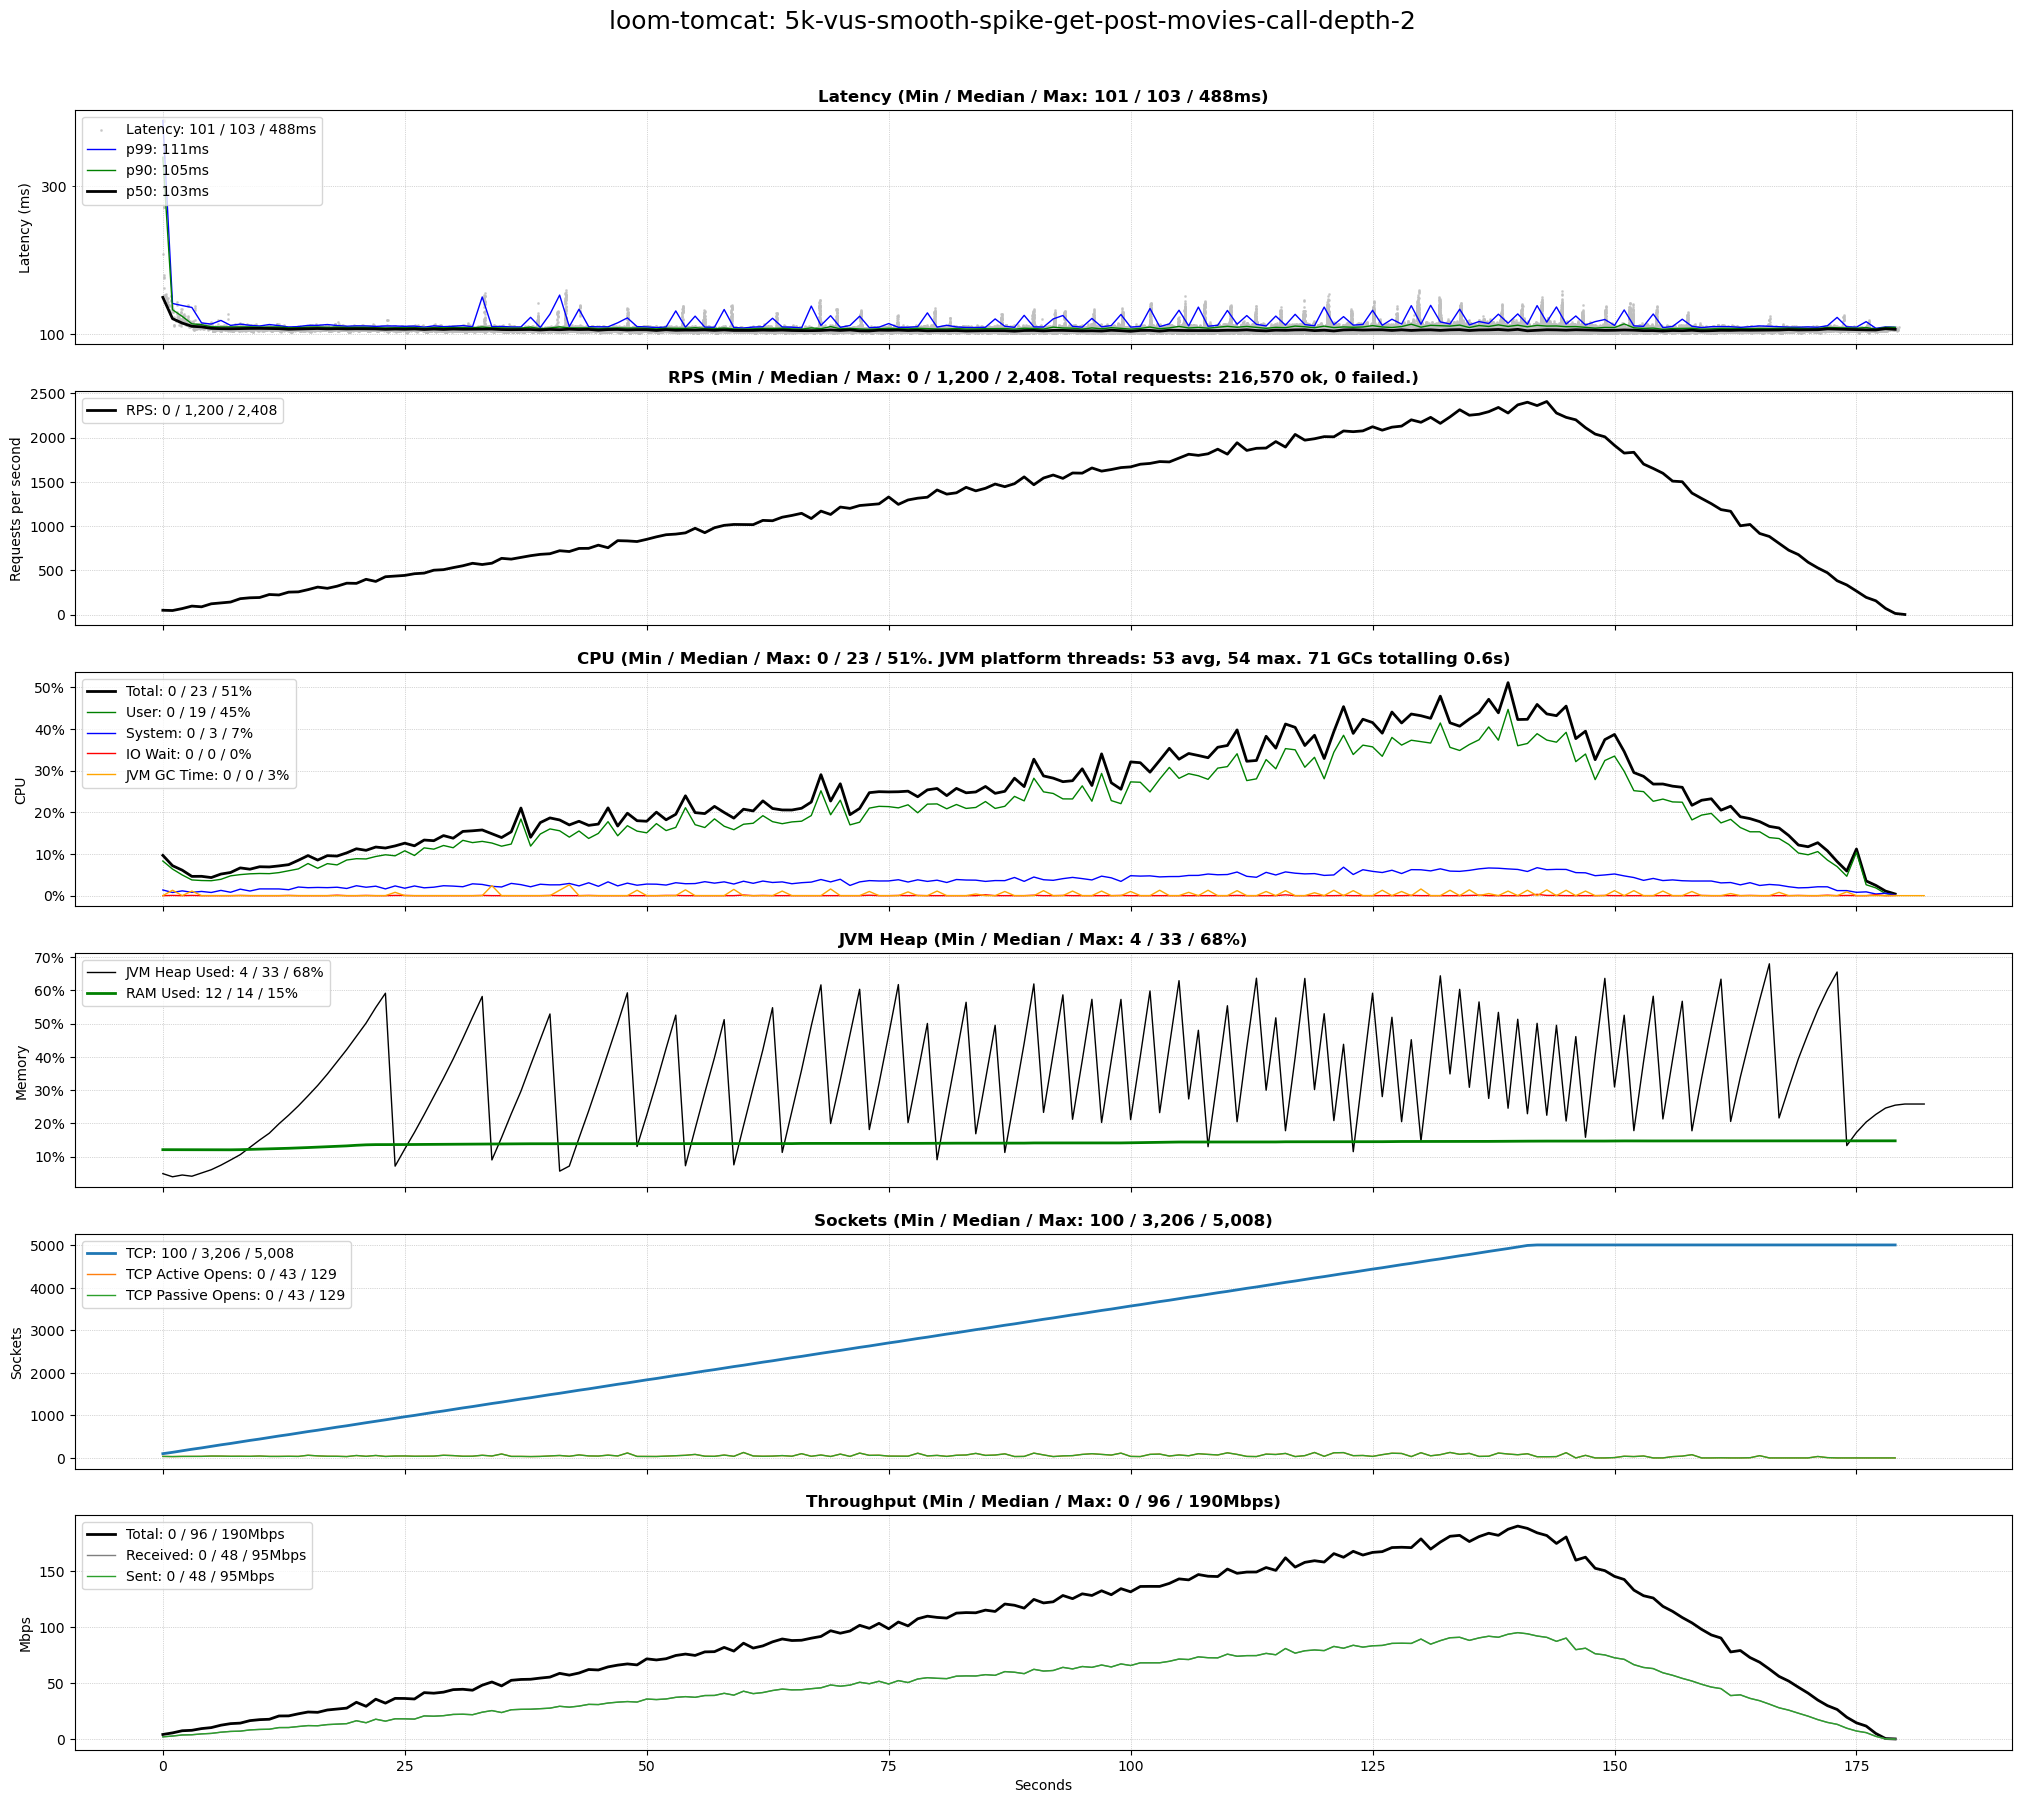 loom-tomcat: 5k-vus-smooth-spike-get-post-movies-call-depth-2
Latency (Min / Median / Max: 101 / 103 / 488ms)
Latency: 101 / 103 / 488ms
p99: 111ms
p90: 105ms
p50: 103ms
Latency (ms)
300
100
RPS (Min / Median / Max: 0 / 1,200 / 2,408. Total requests: 216,570 ok, 0 failed.)
RPS: 0 / 1,200 / 2,408
Requests per second
2500
2000
1500
1000
500
0
CPU (Min / Median / Max: 0 / 23 / 51%. JVM platform threads: 53 avg, 54 max. 71 GCs totalling 0.6s)
Total: 0 / 23 / 51%
User: 0 / 19 / 45%
System: 0 / 3 / 7%
IO Wait: 0 / 0 / 0%
JVM GC Time: 0 / 0 / 3%
CPU
50%
40%
30%
20%
10%
0%
JVM Heap (Min / Median / Max: 4 / 33 / 68%)
JVM Heap Used: 4 / 33 / 68%
RAM Used: 12 / 14 / 15%
Memory
70%
60%
50%
40%
30%
20%
10%
Sockets (Min / Median / Max: 100 / 3,206 / 5,008)
TCP: 100 / 3,206 / 5,008
TCP Active Opens: 0 / 43 / 129
TCP Passive Opens: 0 / 43 / 129
Sockets
5000
4000
3000
2000
1000
0
Throughput (Min / Median / Max: 0 / 96 / 190Mbps)
Total: 0 / 96 / 190Mbps
Received: 0 / 48 / 95Mbps
Sent: 0 / 48 / 95Mbps
Mbps
150
100
50
0
0 25 50 75 100 125 150 175
Seconds